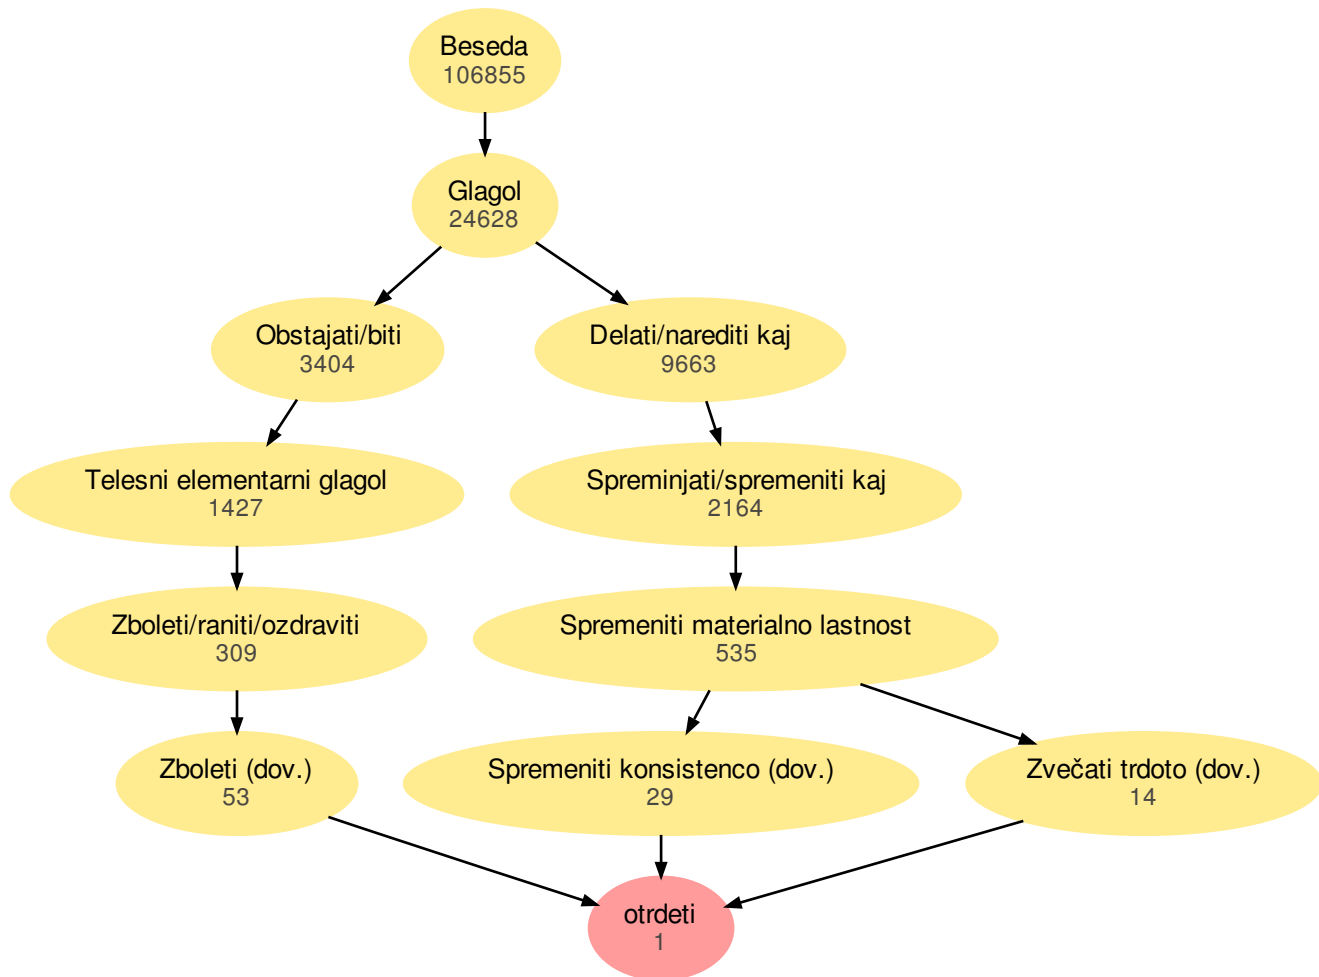 Beseda
106855
Glagol
24628
Obstajati/biti
3404
Delati/narediti kaj
9663
Telesni elementarni glagol
1427
Spreminjati/spremeniti kaj
2164
Zboleti/raniti/ozdraviti
309
Spremeniti materialno lastnost
535
Zboleti (dov.)
53
Spremeniti konsistenco (dov.)
29
Zvečati trdoto (dov.)
14
otrdeti
1